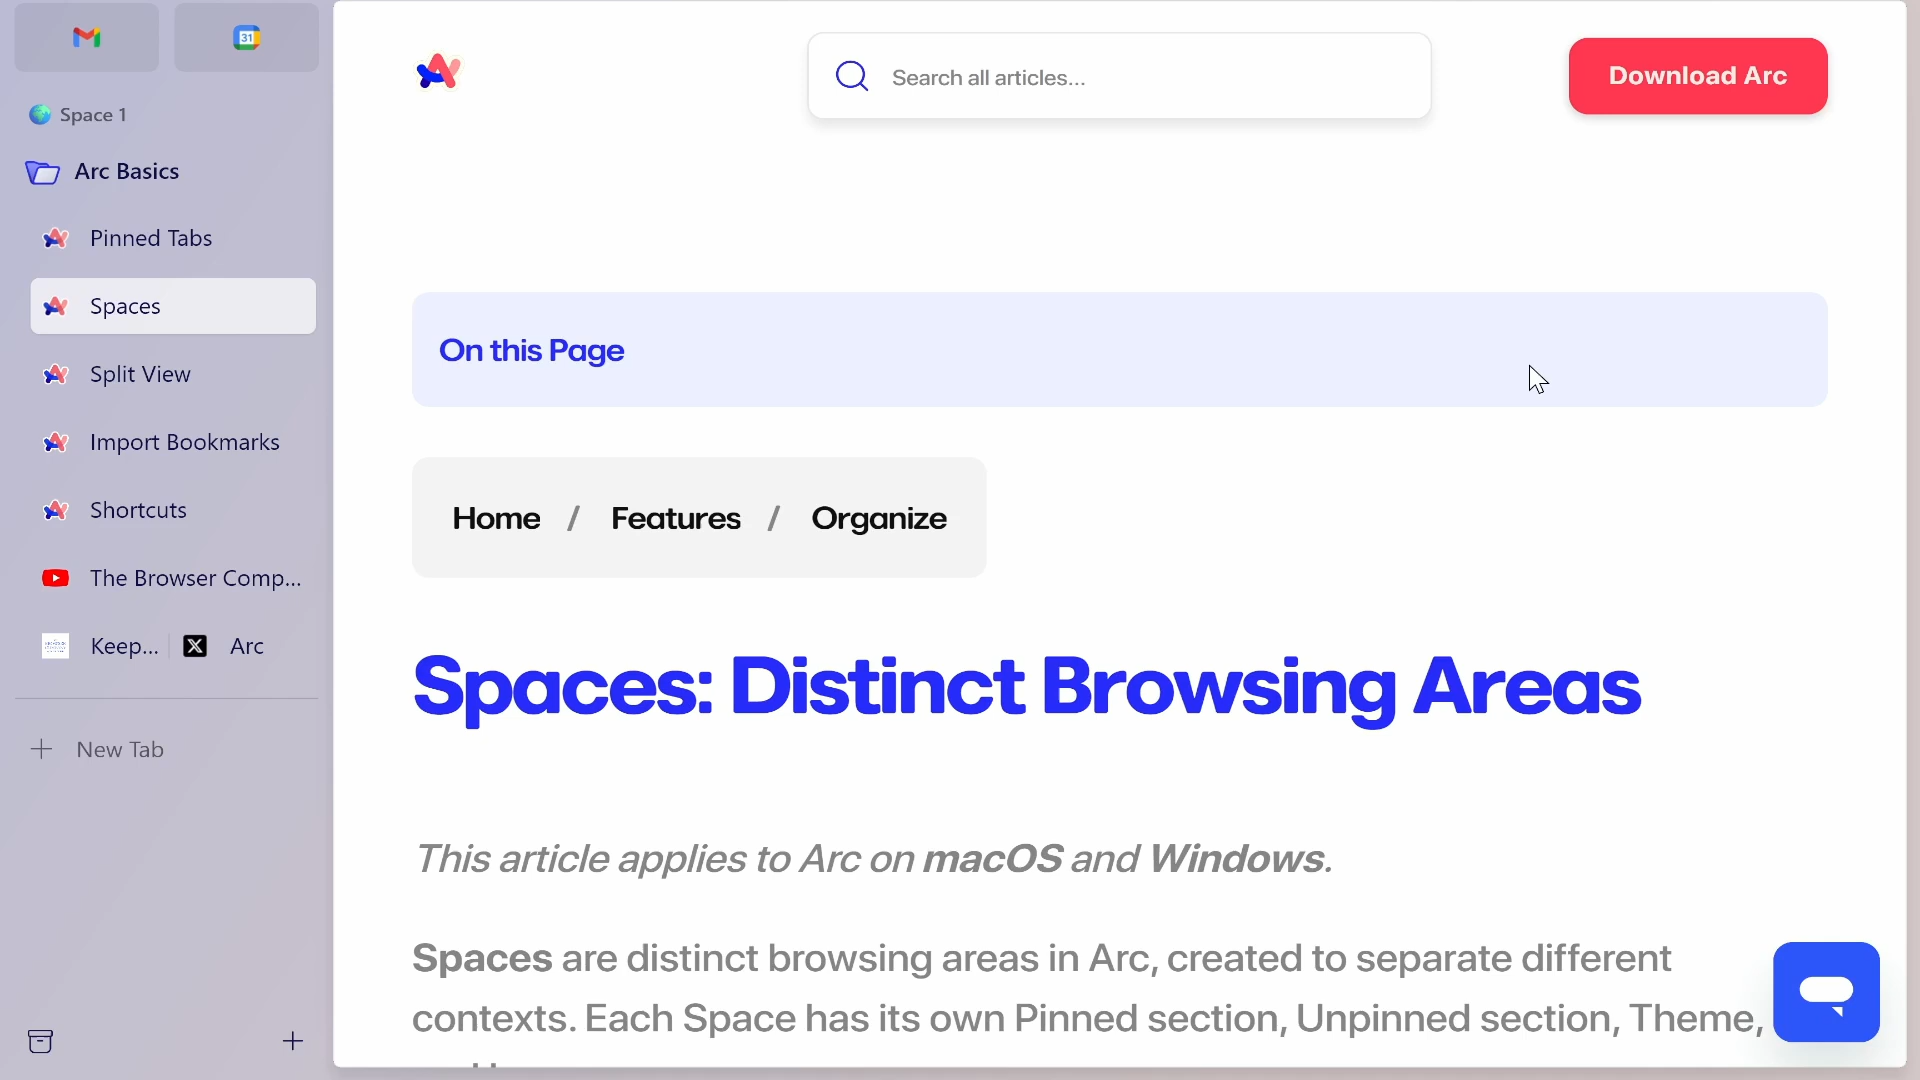 31
Space 1
Arc Basics
Pinned Tabs
Spaces
Split View
Import Bookmarks
Shortcuts
The Browser Comp...
Keep... X Arc
New Tab
Search all articles...
Download Arc
On this Page
Home / Features / Organize
Spaces: Distinct Browsing Areas
This article applies to Arc on macOS and Windows.
Spaces are distinct browsing areas in Arc, created to separate different
contexts. Each Space has its own Pinned section, Unpinned section, Theme,